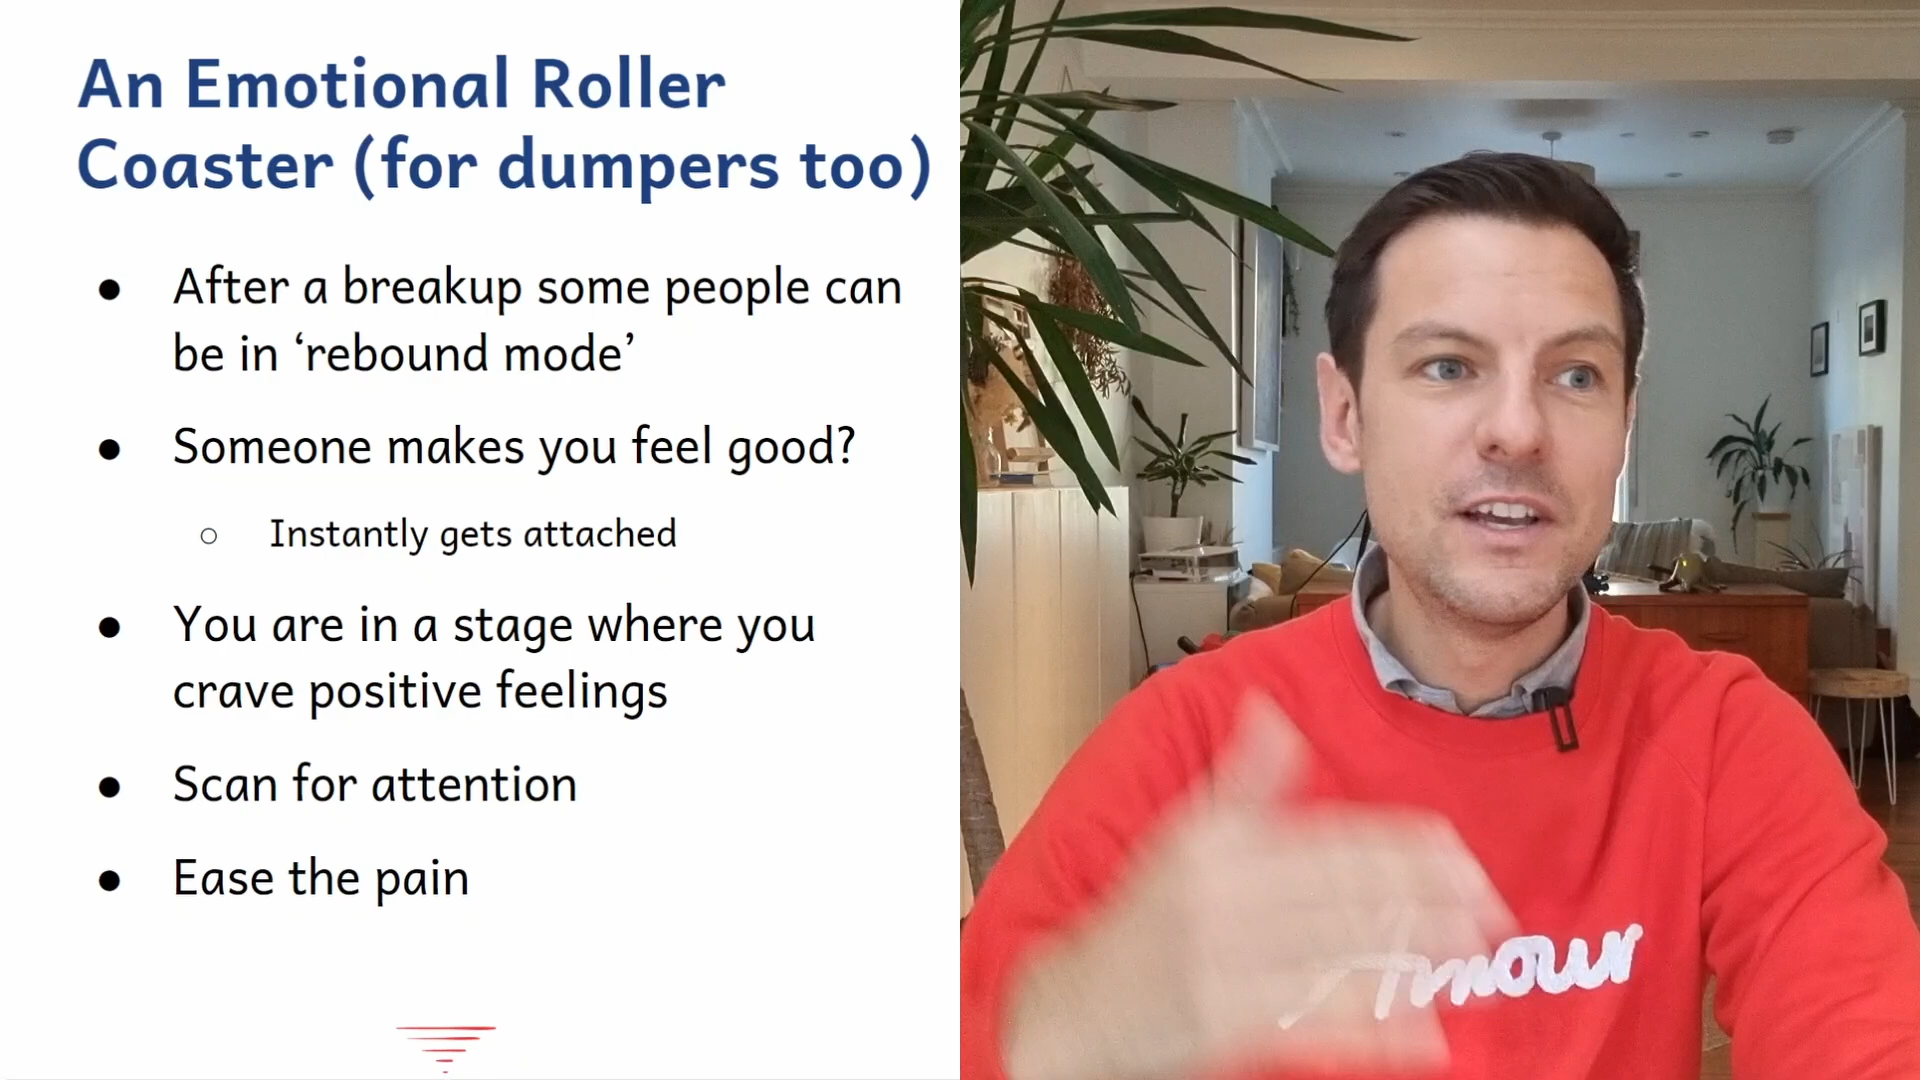 An Emotional Roller
Coaster (for dumpers too)
● After a breakup some people can
be in ‘rebound mode’
● Someone makes you feel good?
○ Instantly gets attached
● You are in a stage where you
crave positive feelings
● Scan for attention
● Ease the pain
Amour